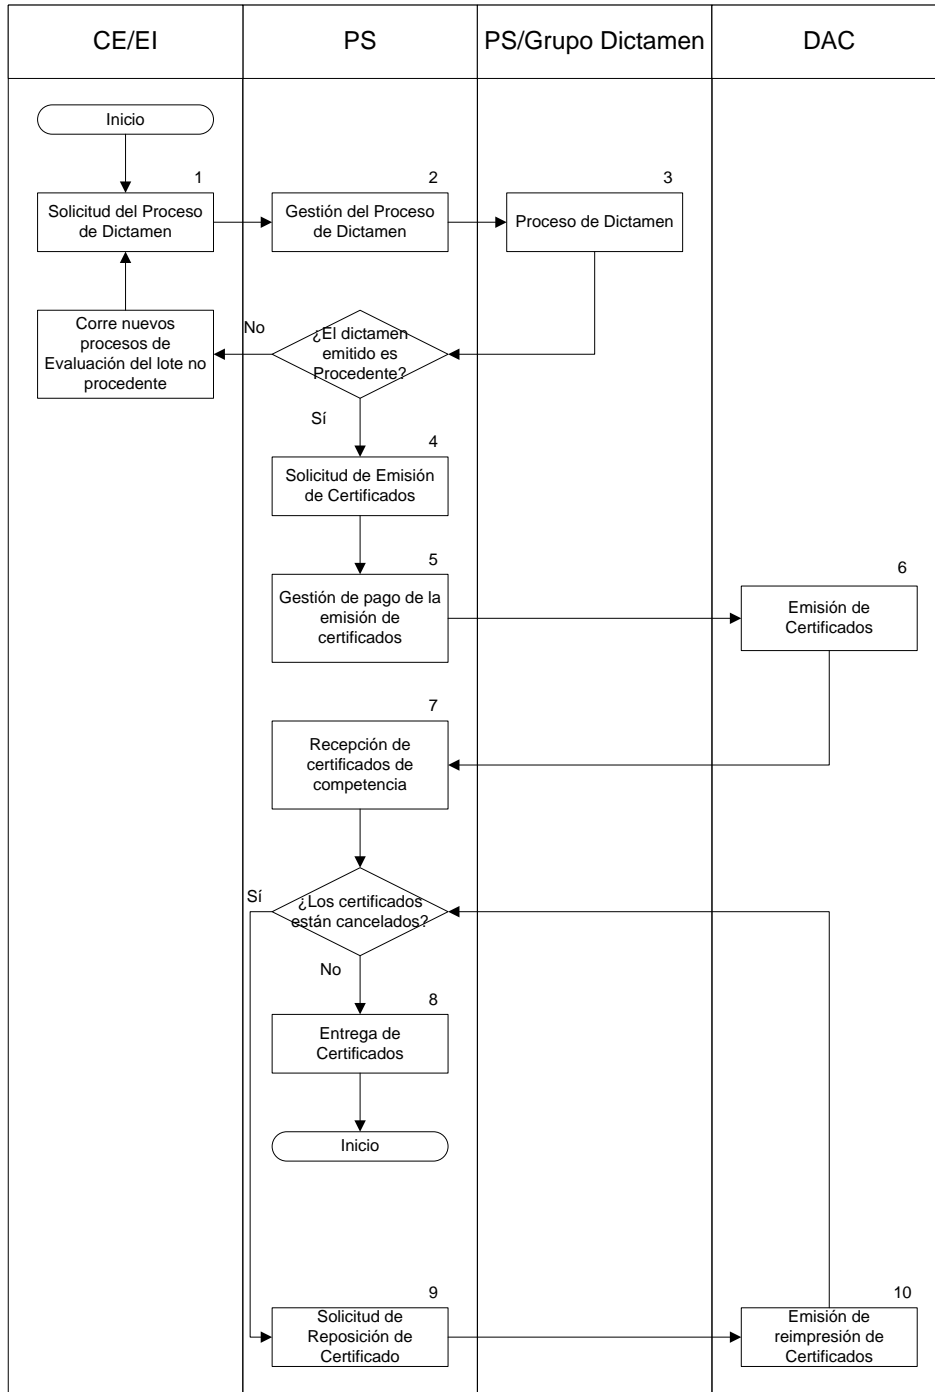 CE/EI
PS
PS/Grupo Dictamen
DAC
Inicio
1
Solicitud del Proceso
de Dictamen
2
Gestión del Proceso
de Dictamen
3
Proceso de Dictamen
Corre nuevos
procesos de
Evaluación del lote no
procedente
No
¿El dictamen
emitido es
Procedente?
Sí
4
Solicitud de Emisión
de Certificados
5
Gestión de pago de la
emisión de
certificados
6
Emisión de
Certificados
7
Recepción de
certificados de
competencia
Sí
¿Los certificados
están cancelados?
No
8
Entrega de
Certificados
Inicio
9
Solicitud de
Reposición de
Certificado
10
Emisión de
reimpresión de
Certificados